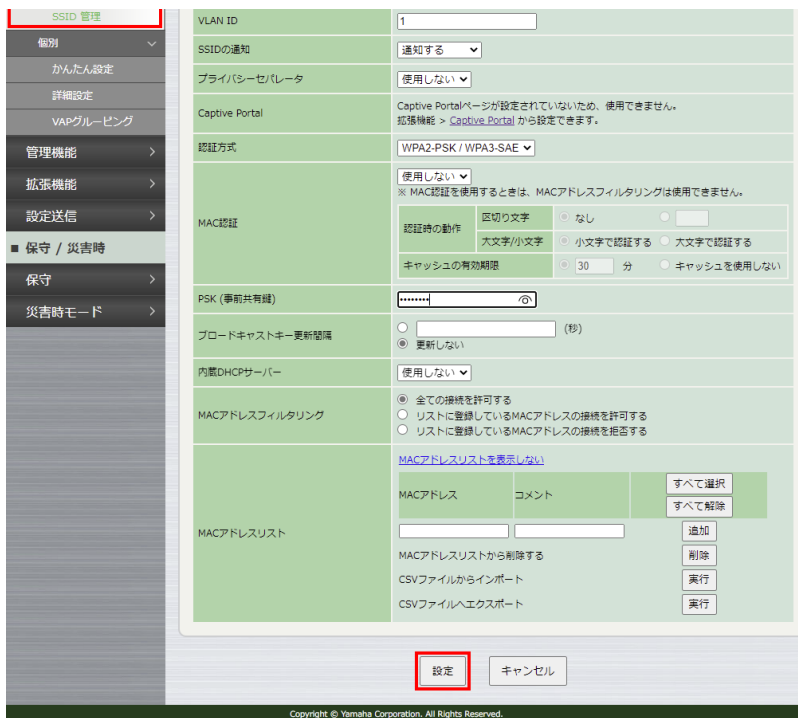 SSID 管理
個別
かんたん設定
詳細設定
VAPグルーピング
管理機能
拡張機能
設定送信
■ 保守 / 災害時
保守
災害時モード
VLAN ID
1
SSIDの通知
通知する
プライバシーセパレータ
使用しない
Captive Portal
Captive Portalページが設定されていないため、使用できません。
拡張機能 > Captive Portal から設定できます。
認証方式
WPA2-PSK / WPA3-SAE
MAC認証
使用しない
※ MAC認証を使用するときは、MACアドレスフィルタリングは使用できません。
認証時の動作
区切り文字
なし
大文字/小文字
小文字で認証する
大文字で認証する
キャッシュの有効期限
30 分
キャッシュを使用しない
PSK (事前共有鍵)
••••••••
ブロードキャストキー更新間隔
(秒)
更新しない
内蔵DHCPサーバー
使用しない
MACアドレスフィルタリング
全ての接続を許可する
リストに登録しているMACアドレスの接続を許可する
リストに登録しているMACアドレスの接続を拒否する
MACアドレスリスト
MACアドレスリストを表示しない
MACアドレス
コメント
すべて選択
すべて解除
追加
MACアドレスリストから削除する
削除
CSVファイルからインポート
実行
CSVファイルへエクスポート
実行
設定
キャンセル
Copyright © Yamaha Corporation. All Rights Reserved.